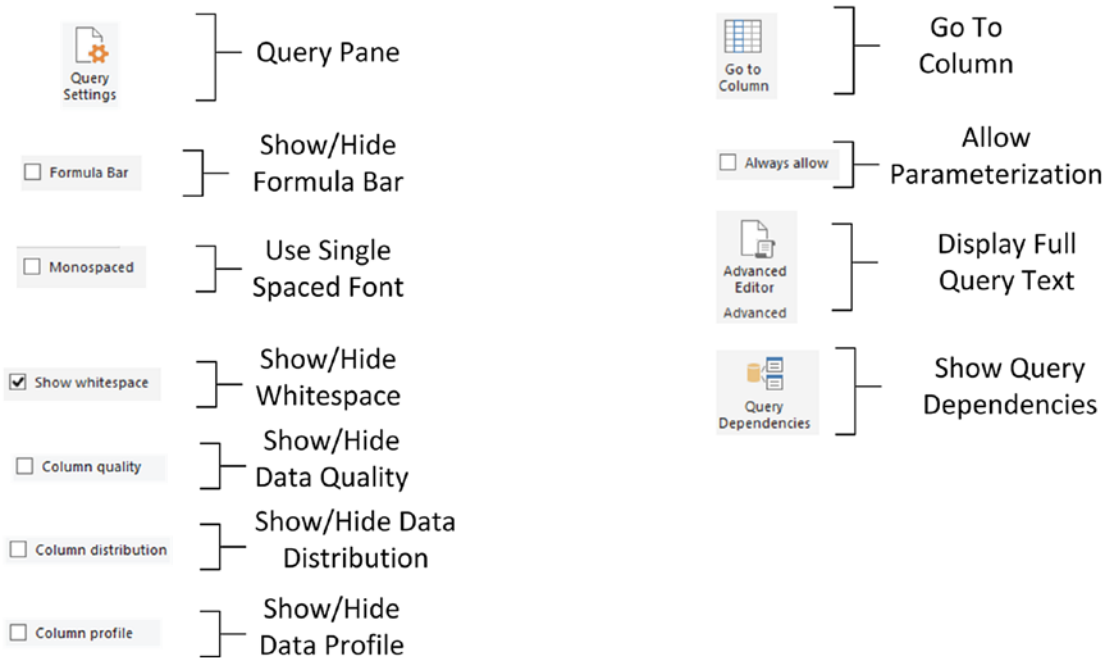 Query
Settings
Query Pane
Formula Bar
Show/Hide
Formula Bar
Monospaced
Use Single
Spaced Font
Show whitespace
Show/Hide
Whitespace
Column quality
Show/Hide
Data Quality
Column distribution
Show/Hide Data
Distribution
Column profile
Show/Hide
Data Profile
Go to
Column
Go To
Column
Always allow
Allow
Parameterization
Advanced
Editor
Advanced
Display Full
Query Text
Query
Dependencies
Show Query
Dependencies